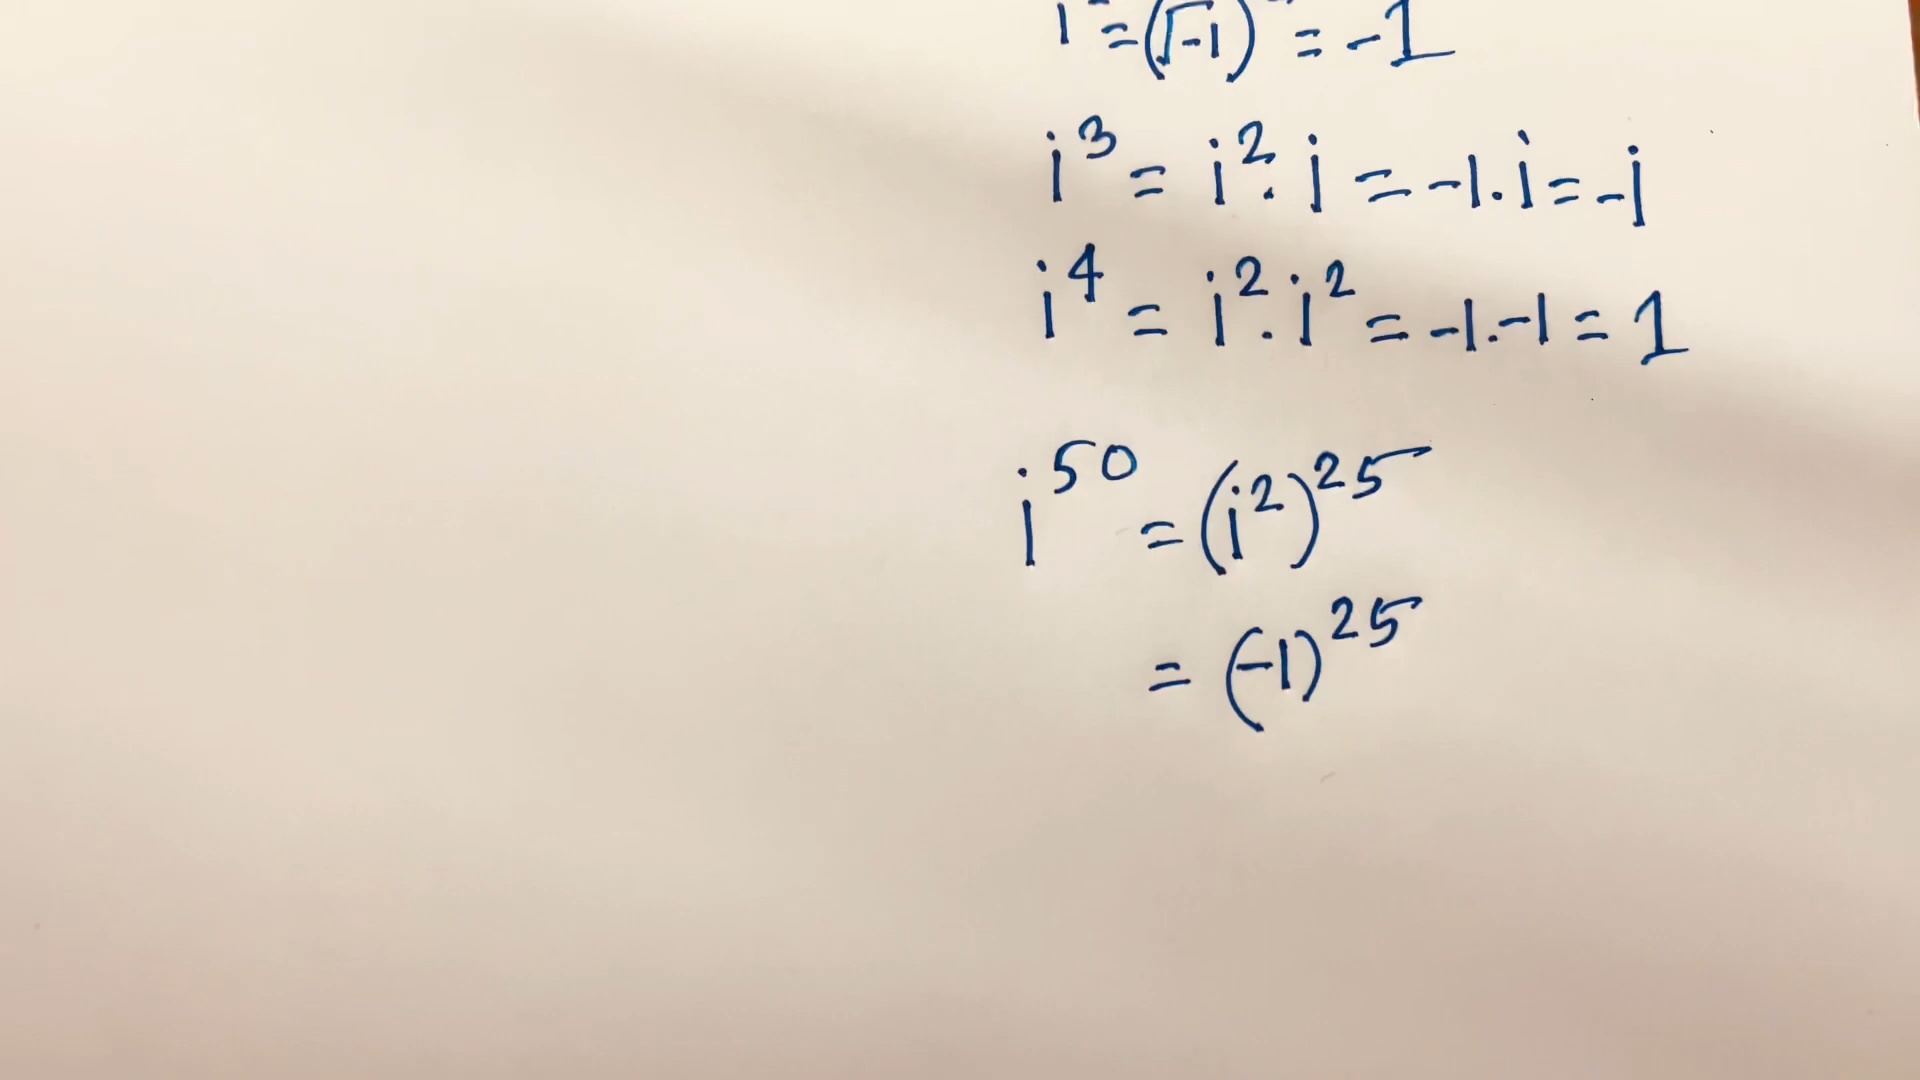 i² = (√-1)² = -1
i³ = i² · i = -1 · i = -i
i⁴ = i² · i² = -1 · -1 = 1
i⁵⁰ = (i²)²⁵
= (-1)²⁵